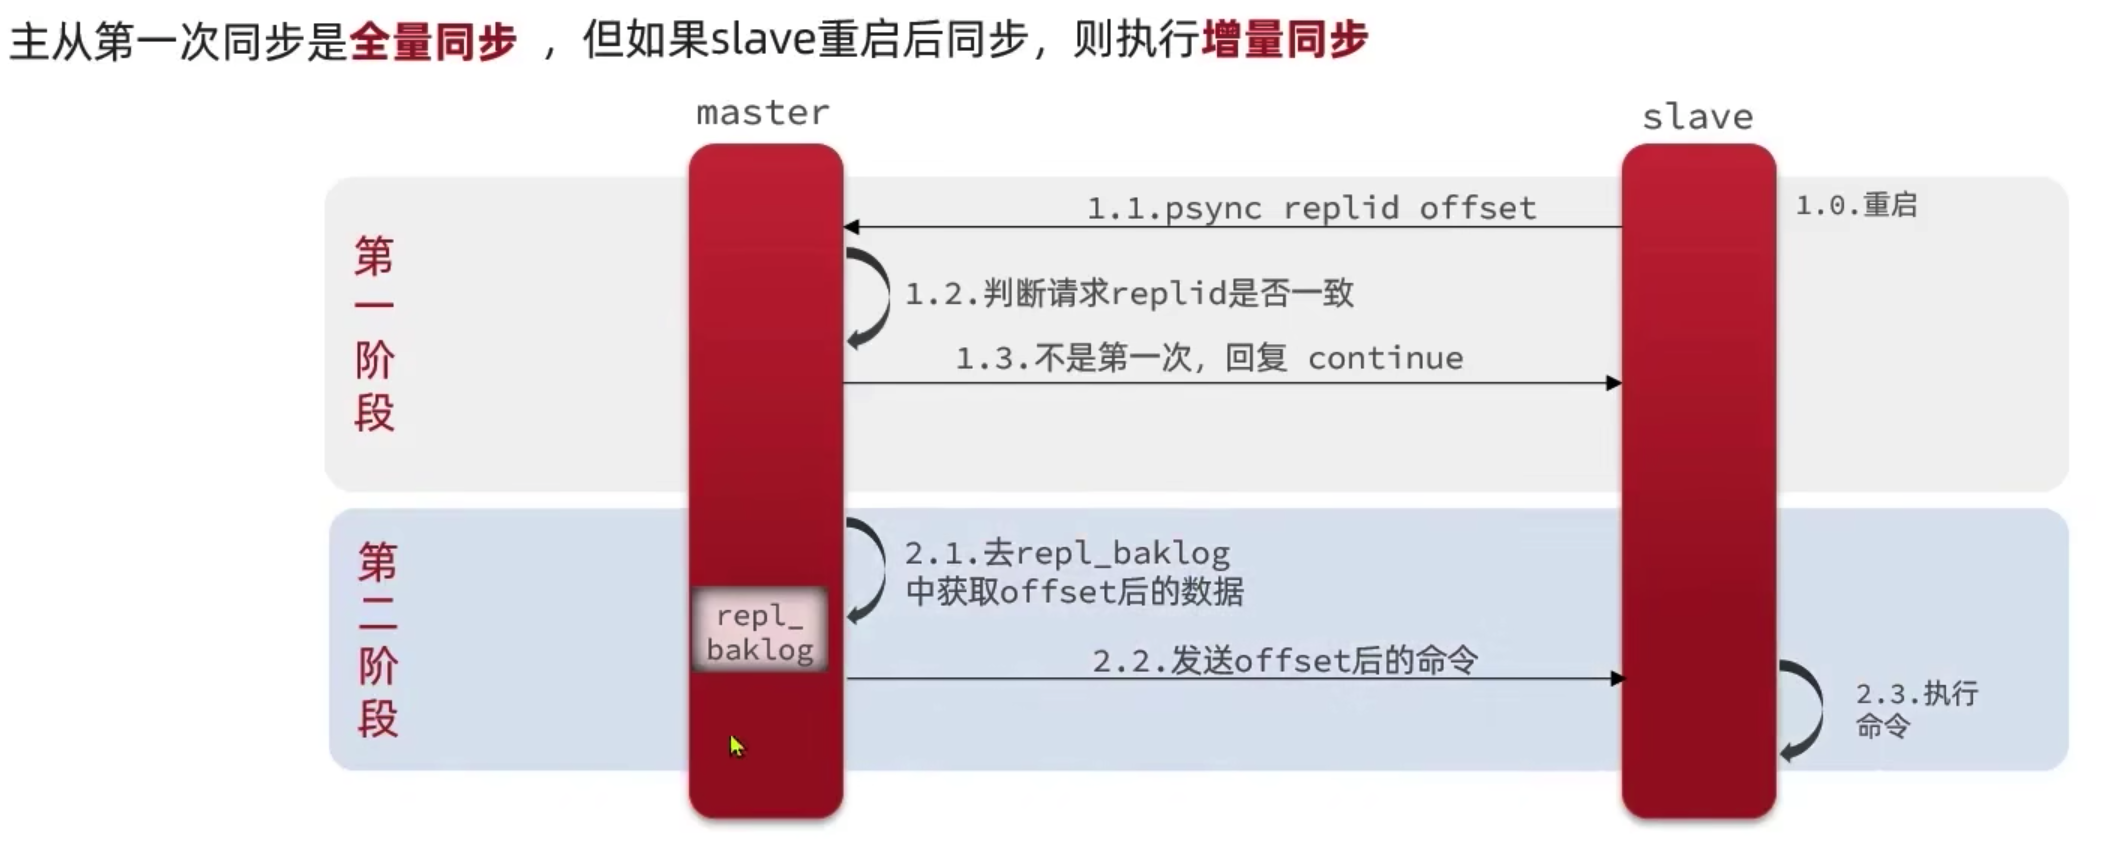 主从第一次同步是全量同步 ，但如果slave重启后同步，则执行增量同步
master
slave
第一阶段
1.0.重启
1.1.psync replid offset
1.2.判断请求replid是否一致
1.3.不是第一次，回复 continue
第二阶段
2.1.去repl_baklog
中获取offset后的数据
repl_
baklog
2.2.发送offset后的命令
2.3.执行
命令